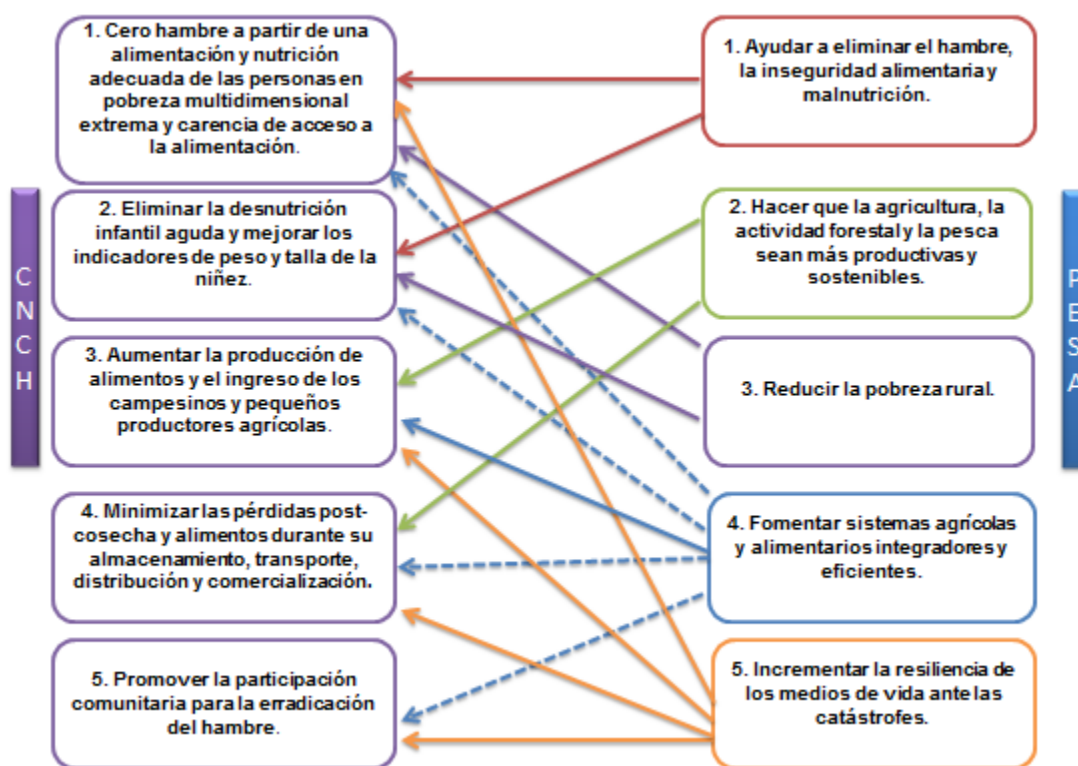 1. Cero hambre a partir de una
alimentación y nutrición
adecuada de las personas en
pobreza multidimensional
extrema y carencia de acceso a
la alimentación.
2. Eliminar la desnutrición
infantil aguda y mejorar los
indicadores de peso y talla de la
niñez.
3. Aumentar la producción de
alimentos y el ingreso de los
campesinos y pequeños
productores agrícolas.
4. Minimizar las pérdidas post-
cosecha y alimentos durante su
almacenamiento, transporte,
distribución y comercialización.
5. Promover la participación
comunitaria para la erradicación
del hambre.
C
N
C
H
1. Ayudar a eliminar el hambre,
la inseguridad alimentaria y
malnutrición.
2. Hacer que la agricultura, la
actividad forestal y la pesca
sean más productivas y
sostenibles.
3. Reducir la pobreza rural.
4. Fomentar sistemas agrícolas
y alimentarios integradores y
eficientes.
5. Incrementar la resiliencia de
los medios de vida ante las
catástrofes.
P
E
S
A